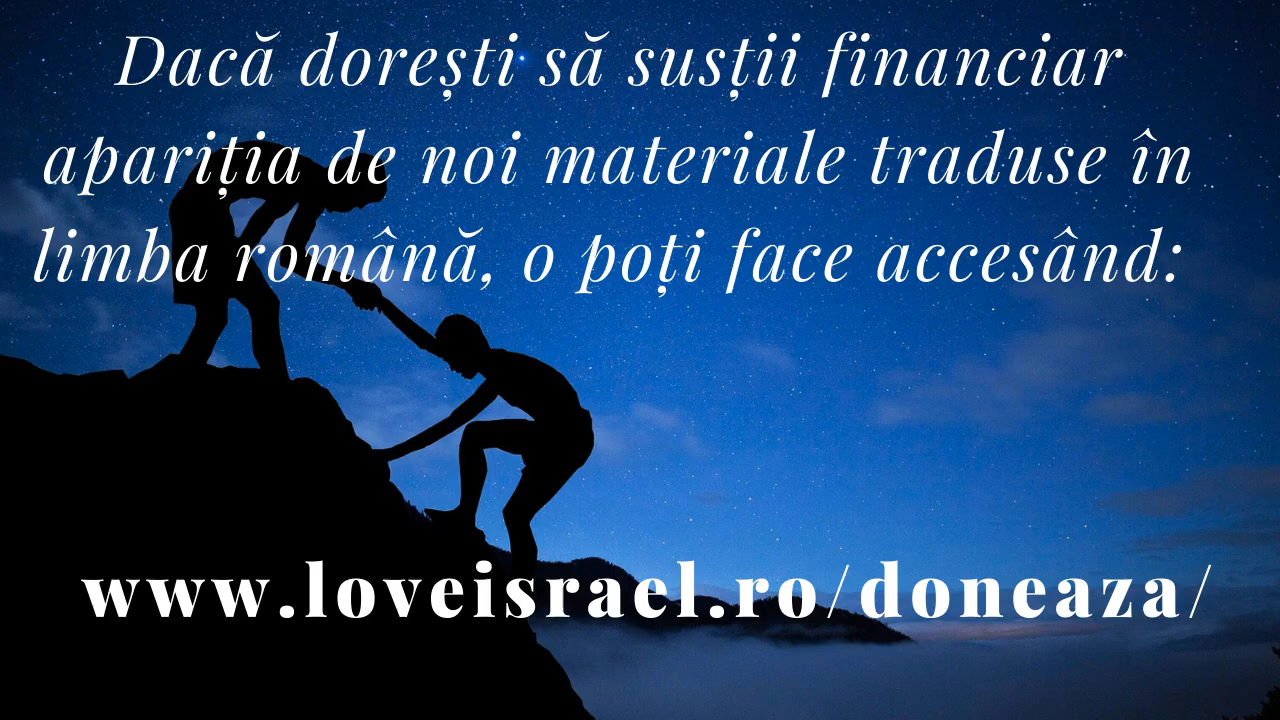 Dacă dorești să susții financiar
apariția de noi materiale traduse în
limba română, o poți face accesând:
www.loveisrael.ro/doneaza/